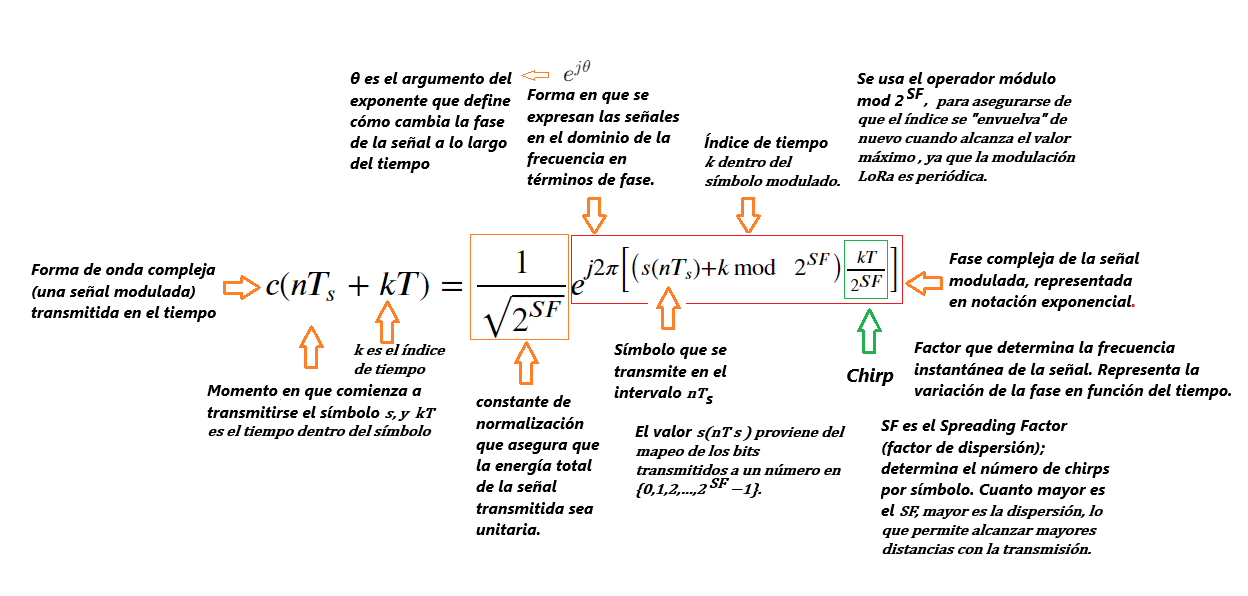 θ es el argumento del
exponente que define
cómo cambia la fase
de la señal a lo largo
del tiempo
e^{jθ}
Forma en que se
expresan las señales
en el dominio de la
frecuencia en
términos de fase.
Índice de tiempo
k dentro del
símbolo modulado.
Se usa el operador módulo
mod 2^{SF}, para asegurarse de
que el índice se "envuelva" de
nuevo cuando alcanza el valor
máximo , ya que la modulación
LoRa es periódica.
Forma de onda compleja
(una señal modulada)
transmitida en el tiempo
c(nT_s + kT) = \frac{1}{\sqrt{2^{SF}}} e^{j2π[(s(nT_s)+k mod 2^{SF}) \frac{kT}{2^{SF}}]}
Fase compleja de la señal
modulada, representada
en notación exponencial.
k es el índice
de tiempo
Momento en que comienza a
transmitirse el símbolo s, y kT
es el tiempo dentro del símbolo
constante de
normalización
que asegura que
la energía total
de la señal
transmitida sea
unitaria.
Símbolo que se
transmite en el
intervalo nT_s
El valor s(nT s ) proviene del
mapeo de los bits
transmitidos a un número en
{0,1,2,...,2^{SF} −1}.
Chirp
Factor que determina la frecuencia
instantánea de la señal. Representa la
variación de la fase en función del tiempo.
SF es el Spreading Factor
(factor de dispersión);
determina el número de chirps
por símbolo. Cuanto mayor es
el SF, mayor es la dispersión, lo
que permite alcanzar mayores
distancias con la transmisión.